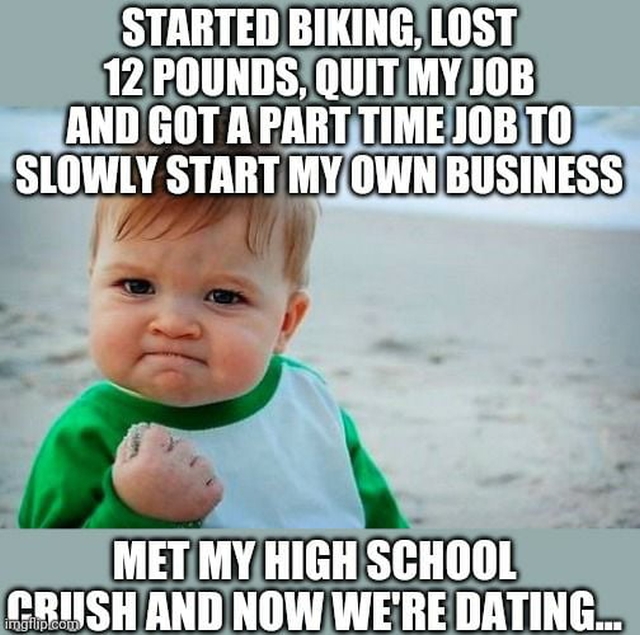 STARTED BIKING, LOST
12 POUNDS, QUIT MY JOB
AND GOT A PART TIME JOB TO
SLOWLY START MY OWN BUSINESS
MET MY HIGH SCHOOL
CRUSH AND NOW WE'RE DATING...
imgflip.com